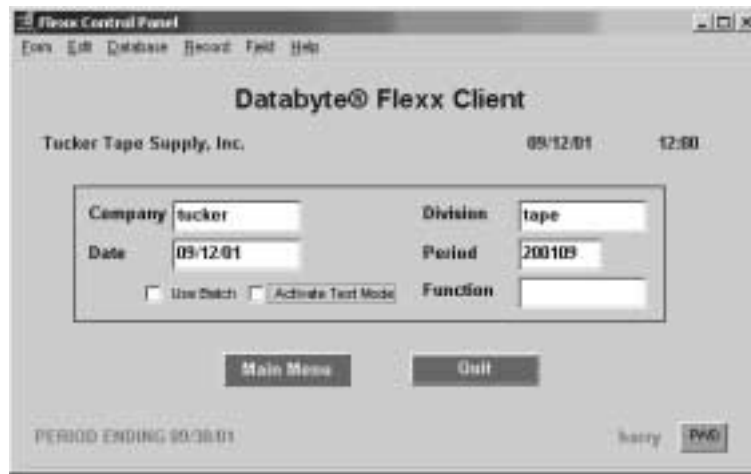 Flexx Control Panel
Form Edit Database Record Field Help
Databyte® Flexx Client
Tucker Tape Supply, Inc. 09/12/01 12:00
Company tucker Division tape
Date 09/12/01 Period 200109
Use Batch Activate Test Mode Function
Main Menu Quit
PERIOD ENDING 09/30/01 harry PWD